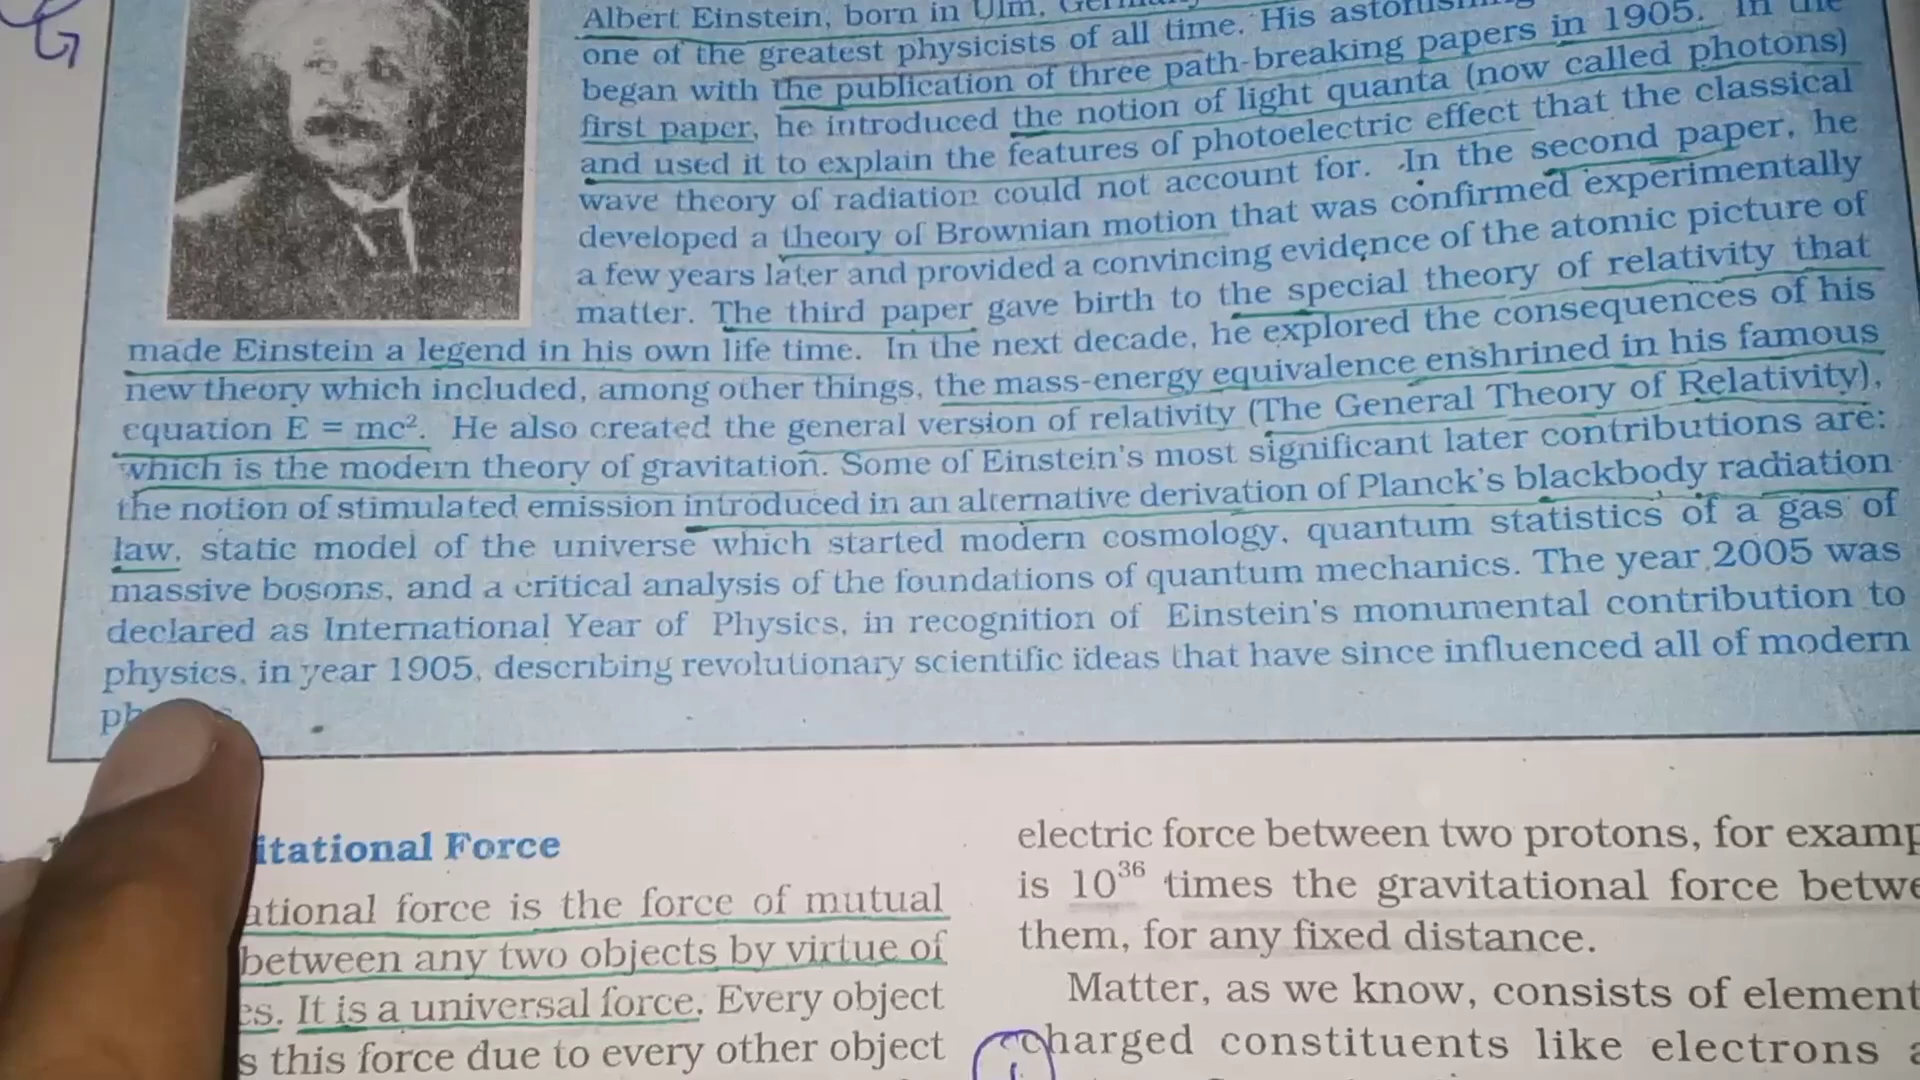 Albert Einstein, born in Ulm,
one of the greatest physicists of all time. His
began with the publication of three path-breaking papers in 1905. In the
first paper, he introduced the notion of light quanta (now called photons)
and used it to explain the features of photoelectric effect that the classical
wave theory of radiation could not account for. In the second paper, he
developed a theory of Brownian motion that was confirmed experimentally
a few years later and provided a convincing evidence of the atomic picture of
matter. The third paper gave birth to the special theory of relativity that
made Einstein a legend in his own life time. In the next decade, he explored the consequences of his
new theory which included, among other things, the mass-energy equivalence enshrined in his famous
equation E = mc². He also created the general version of relativity (The General Theory of Relativity),
which is the modern theory of gravitation. Some of Einstein's most significant later contributions are:
the notion of stimulated emission introduced in an alternative derivation of Planck's blackbody radiation
law, static model of the universe which started modern cosmology, quantum statistics of a gas of
massive bosons, and a critical analysis of the foundations of quantum mechanics. The year 2005 was
declared as International Year of Physics, in recognition of Einstein's monumental contribution to
physics, in year 1905, describing revolutionary scientific ideas that have since influenced all of modern
itational Force
ational force is the force of mutual
between any two objects by virtue of
es. It is a universal force. Every object
s this force due to every other object
electric force between two protons, for examp
is 10³⁶ times the gravitational force betwe
them, for any fixed distance.
Matter, as we know, consists of element
charged constituents like electrons